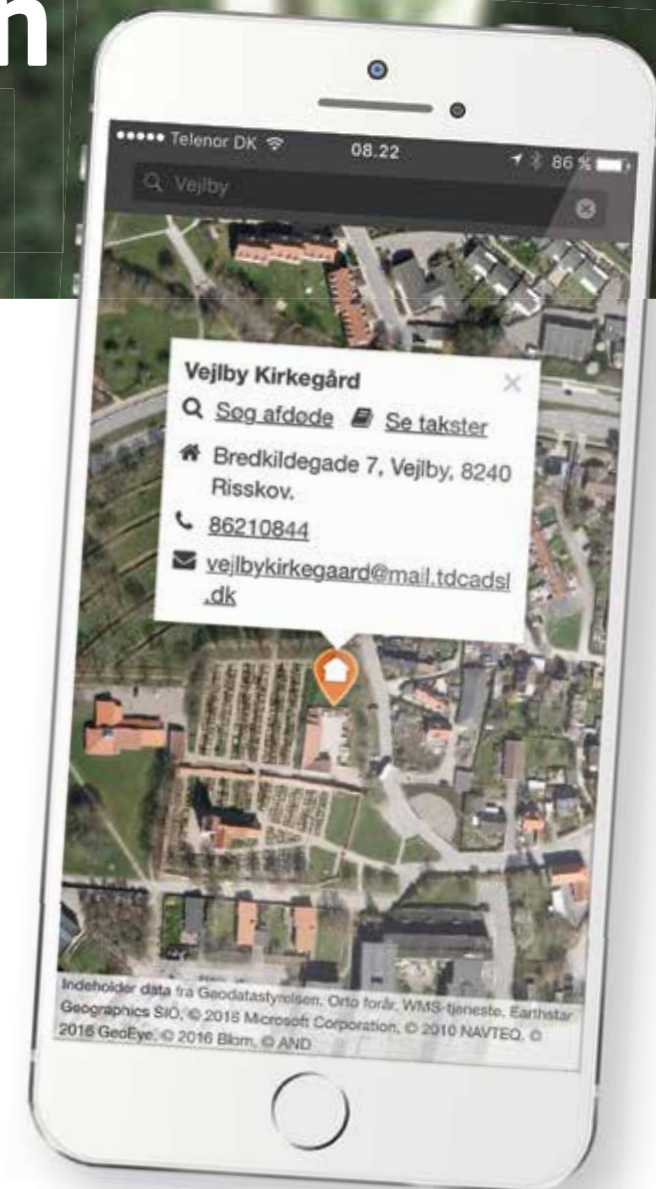 n
Telenor DK 08.22 86 %
Vejlby
Vejlby Kirkegård
Søg afdøde Se takster
Bredkildegade 7, Vejlby, 8240
Risskov.
86210844
vejlbykirkegaard@mail.tdcadsl
.dk
Indeholder data fra Geodatastyrelsen, Orto forår, WMS-tjeneste, Earthstar
Geographics SIO, © 2016 Microsoft Corporation, © 2010 NAVTEQ, ©
2016 GeoEye, © 2016 Blom, © AND